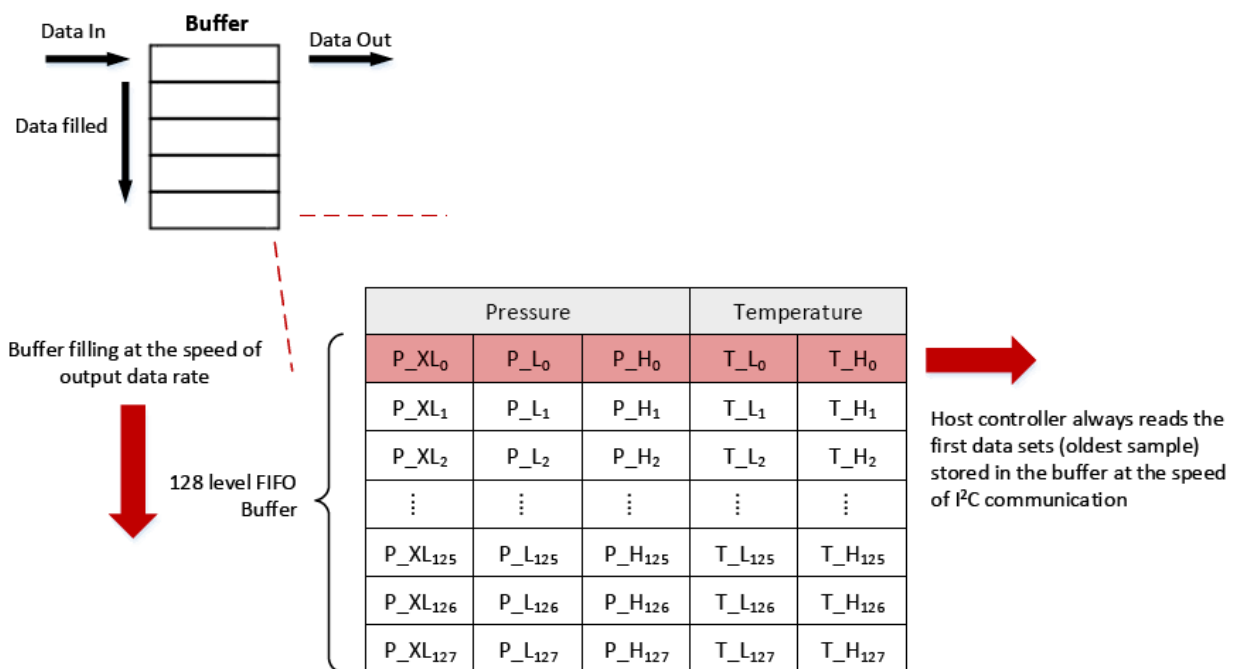 Buffer
Data In
Data Out
Data filled
Buffer filling at the speed of
output data rate
128 level FIFO
Buffer
Pressure Temperature
P_XL₀ P_L₀ P_H₀ T_L₀ T_H₀
P_XL₁ P_L₁ P_H₁ T_L₁ T_H₁
P_XL₂ P_L₂ P_H₂ T_L₂ T_H₂
⋮ ⋮ ⋮ ⋮ ⋮
P_XL₁₂₅ P_L₁₂₅ P_H₁₂₅ T_L₁₂₅ T_H₁₂₅
P_XL₁₂₆ P_L₁₂₆ P_H₁₂₆ T_L₁₂₆ T_H₁₂₆
P_XL₁₂₇ P_L₁₂₇ P_H₁₂₇ T_L₁₂₇ T_H₁₂₇
Host controller always reads the
first data sets (oldest sample)
stored in the buffer at the speed
of I²C communication